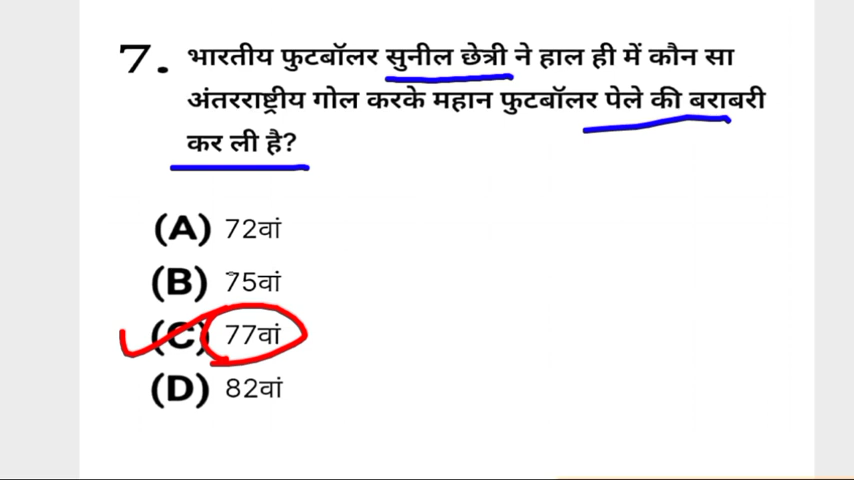 7. भारतीय फुटबॉलर सुनील छेत्री ने हाल ही में कौन सा
अंतरराष्ट्रीय गोल करके महान फुटबॉलर पेले की बराबरी
कर ली है?
(A) 72वां
(B) 75वां
(C) 77वां
(D) 82वां